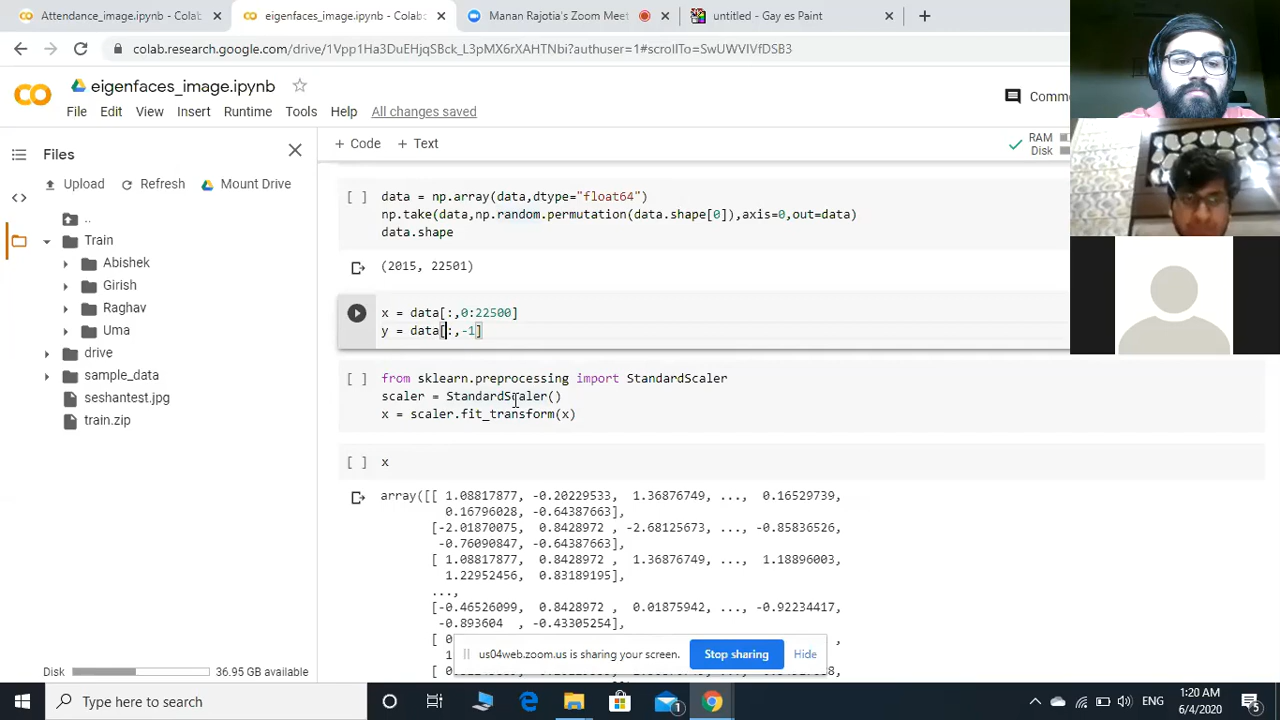 Attendance_image.ipynb - Colab
eigenfaces_image.ipynb - Colab
Manan Rajotia's Zoom Meet
untitled - Gay es Paint
colab.research.google.com/drive/1Vpp1Ha3DuEHjqSBck_L3pMX6rXAHTNbi?authuser=1#scrollTo=SwUWVIVfDSB3
eigenfaces_image.ipynb
Comme
File Edit View Insert Runtime Tools Help All changes saved
Files
+ Code + Text
RAM
Disk
Upload Refresh Mount Drive
..
Train
Abishek
Girish
Raghav
Uma
drive
sample_data
seshantest.jpg
train.zip
Disk 36.95 GB available
[ ] data = np.array(data,dtype="float64")
np.take(data,np.random.permutation(data.shape[0]),axis=0,out=data)
data.shape
(2015, 22501)
x = data[:,0:22500]
y = data[:,-1]
[ ] from sklearn.preprocessing import StandardScaler
scaler = StandardScaler()
x = scaler.fit_transform(x)
[ ] x
array([[ 1.08817877, -0.20229533, 1.36876749, ..., 0.16529739,
0.16796028, -0.64387663],
[-2.01870075, 0.8428972 , -2.68125673, ..., -0.85836526,
-0.76090847, -0.64387663],
[ 1.08817877, 0.8428972 , 1.36876749, ..., 1.18896003,
1.22952456, 0.83189195],
...,
[-0.46526099, 0.8428972 , 0.01875942, ..., -0.92234417,
-0.893604 , -0.43305254],
us04web.zoom.us is sharing your screen. Stop sharing Hide
Type here to search
ENG
1:20 AM
6/4/2020
1
5